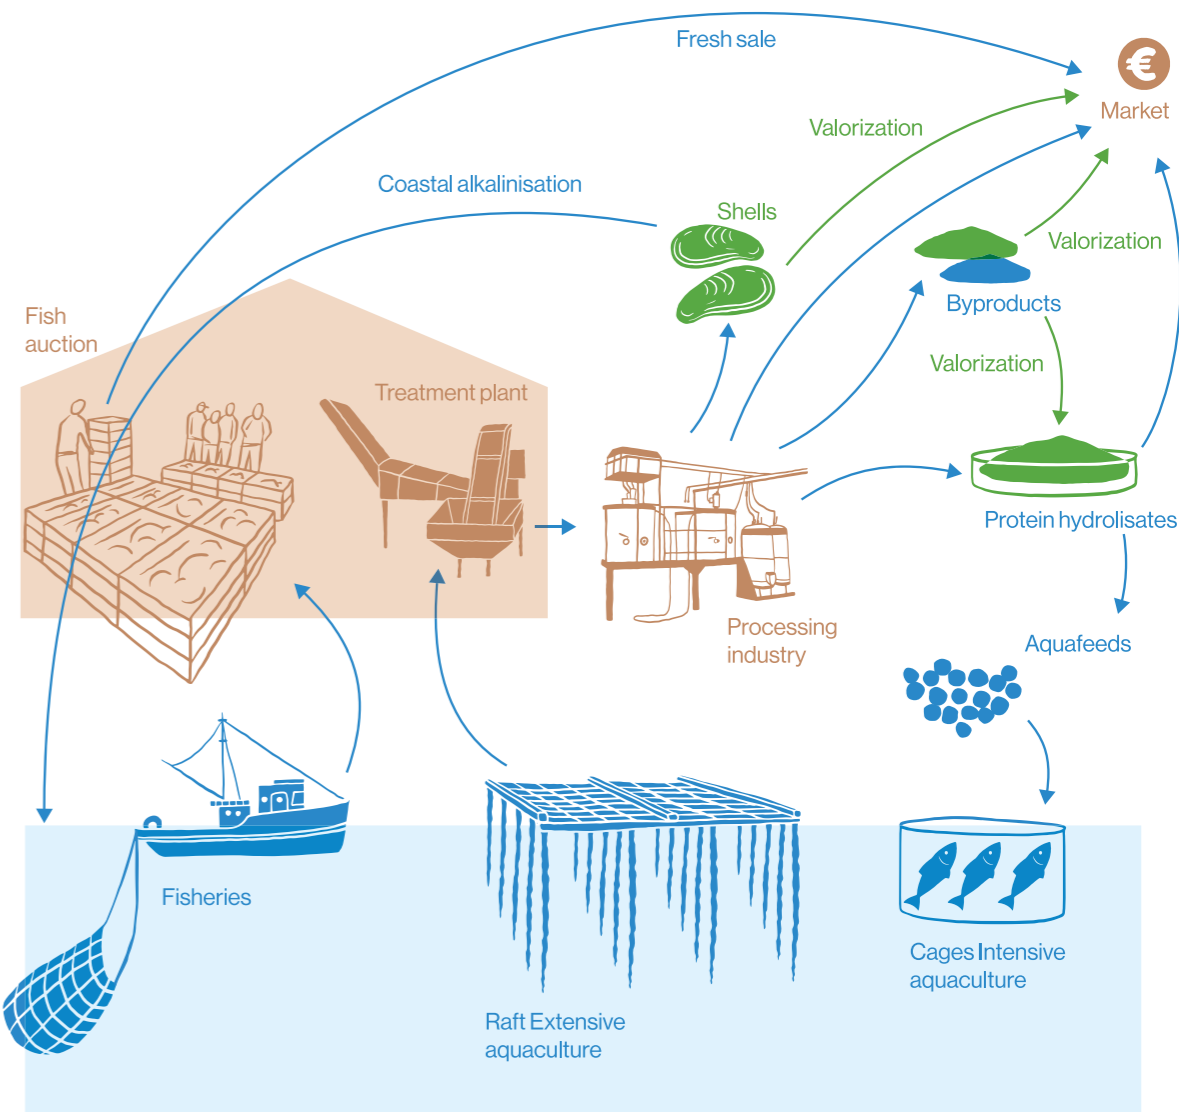 Fresh sale
€
Market
Valorization
Coastal alkalinisation
Shells
Valorization
Byproducts
Fish
auction
Valorization
Treatment plant
Protein hydrolisates
Processing
industry
Aquafeeds
Fisheries
Cages Intensive
aquaculture
Raft Extensive
aquaculture